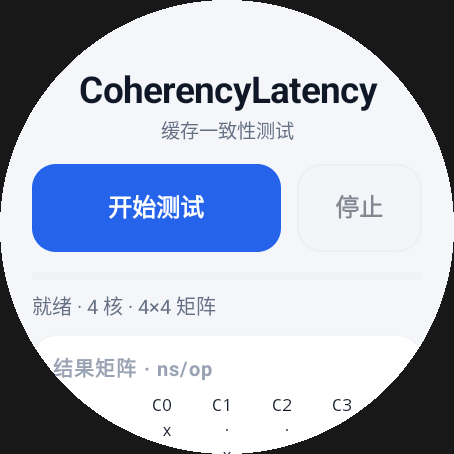 CoherencyLatency
缓存一致性测试
开始测试 停止
就绪 · 4 核 · 4×4 矩阵
结果矩阵 · ns/op
C0 C1 C2 C3
x · ·